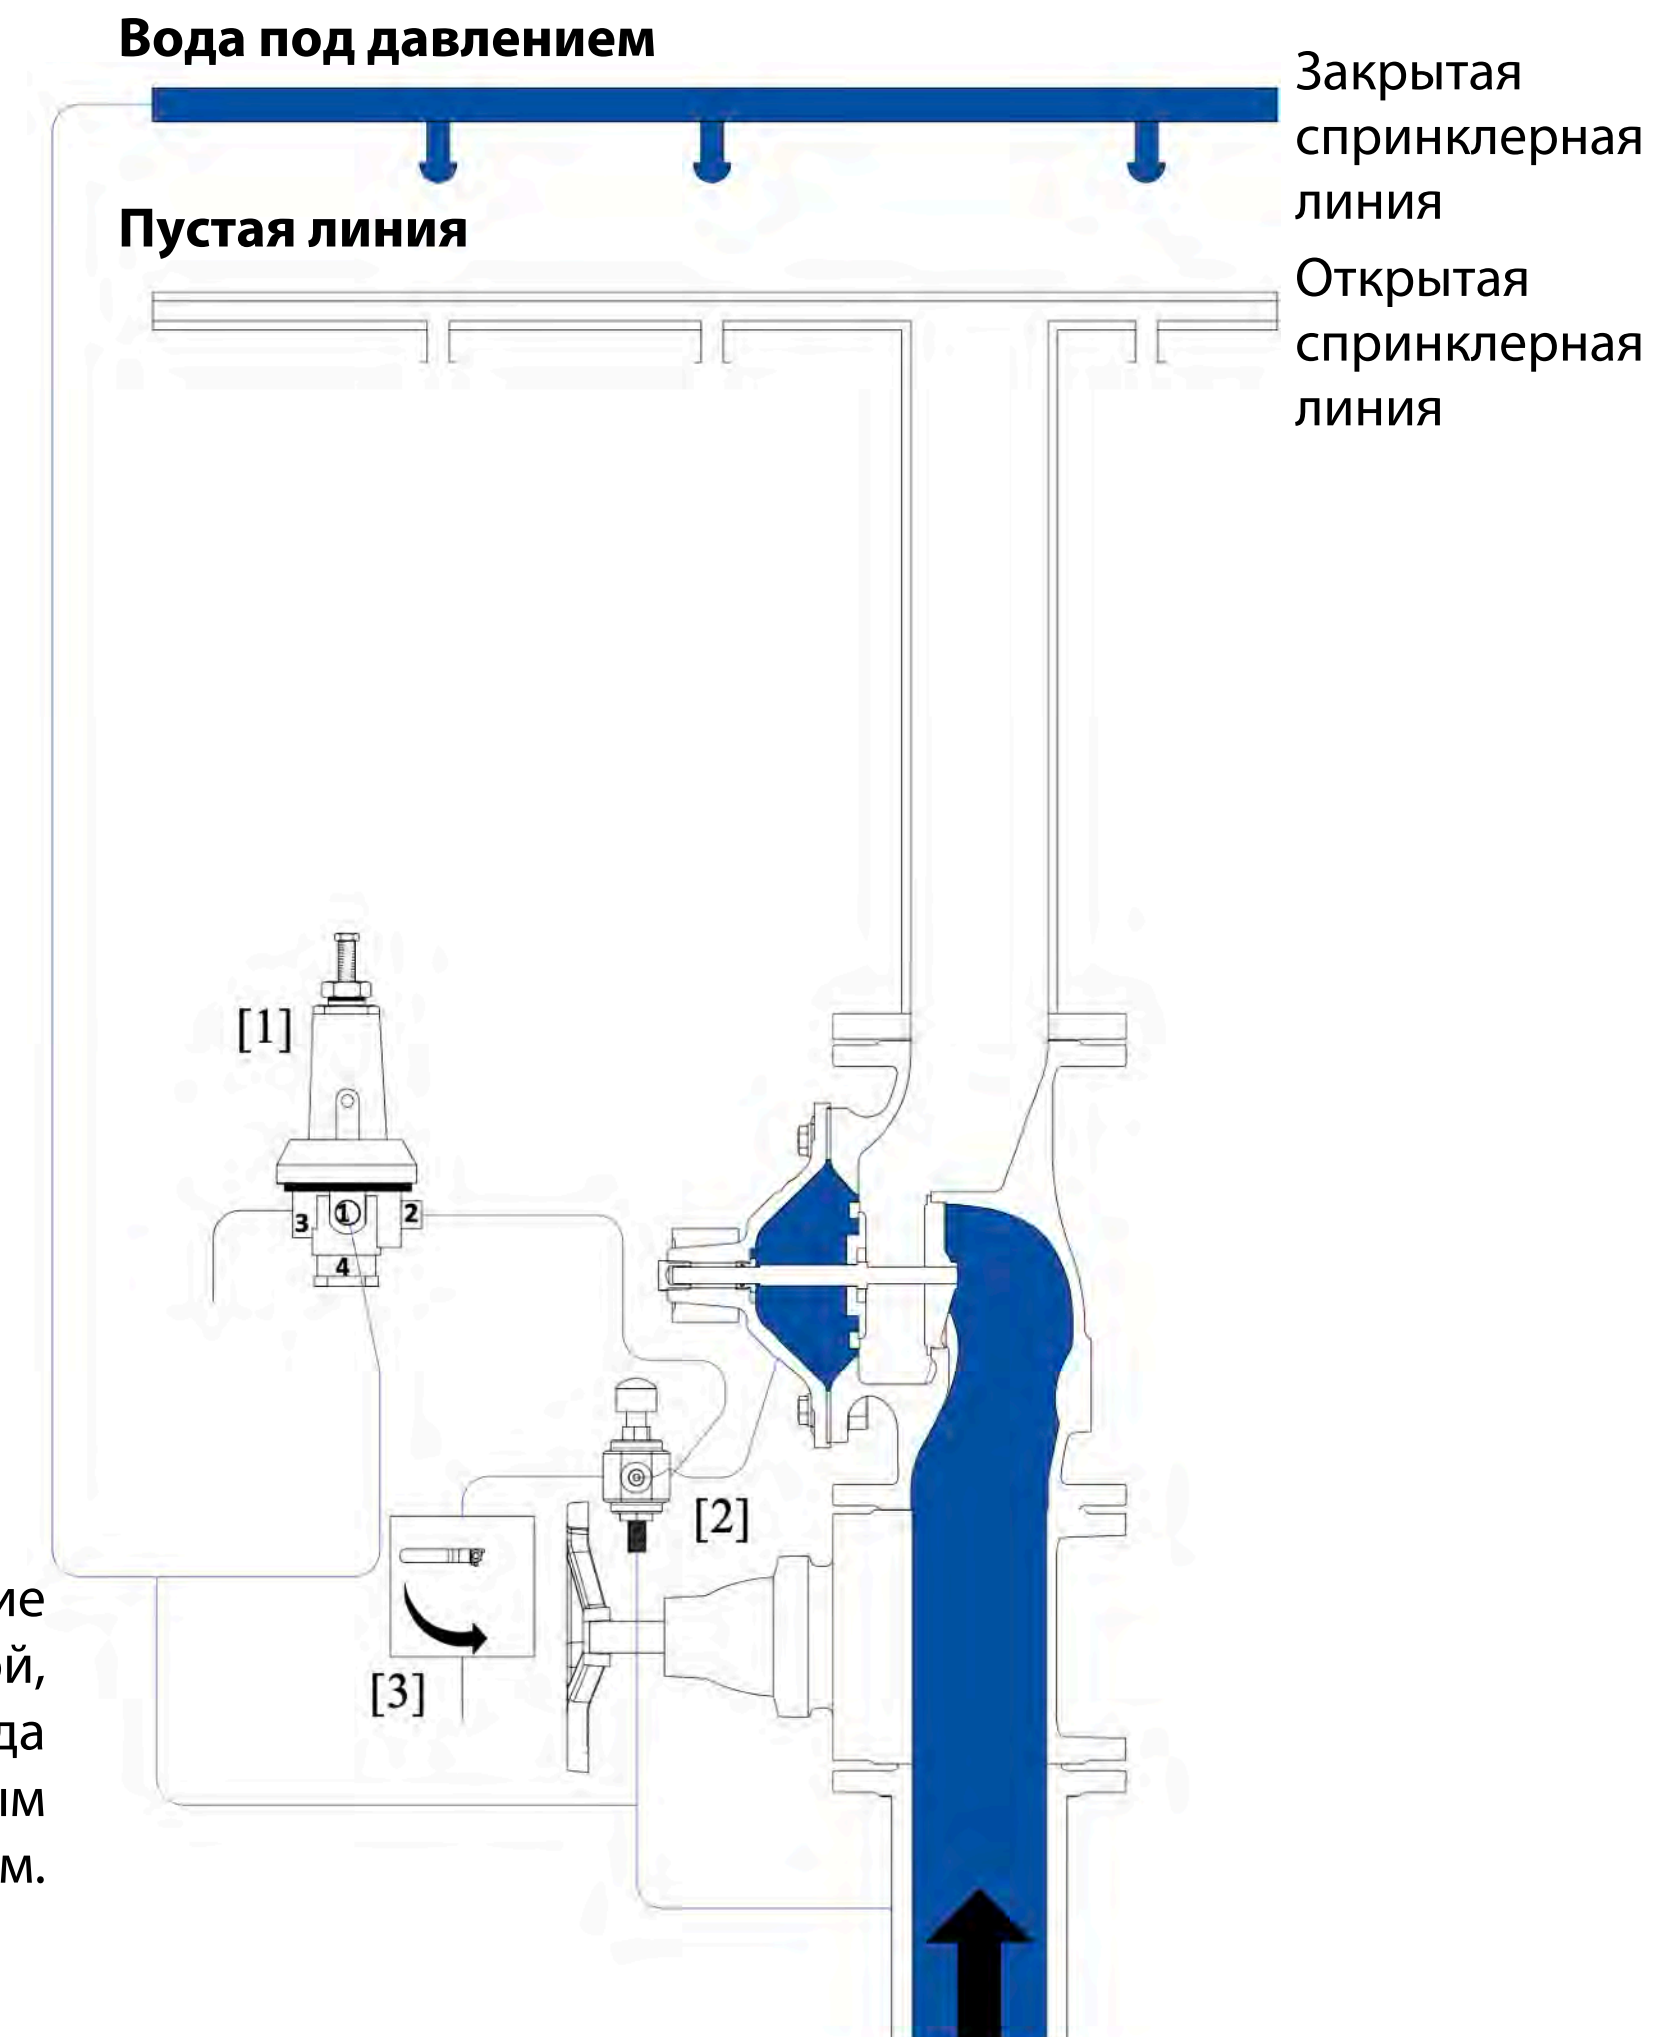 Вода под давлением
Закрытая
спринклерная
линия
Пустая линия
Открытая
спринклерная
линия
[1]
3
1
2
4
[2]
[3]
ие
ой,
да
ым
м.